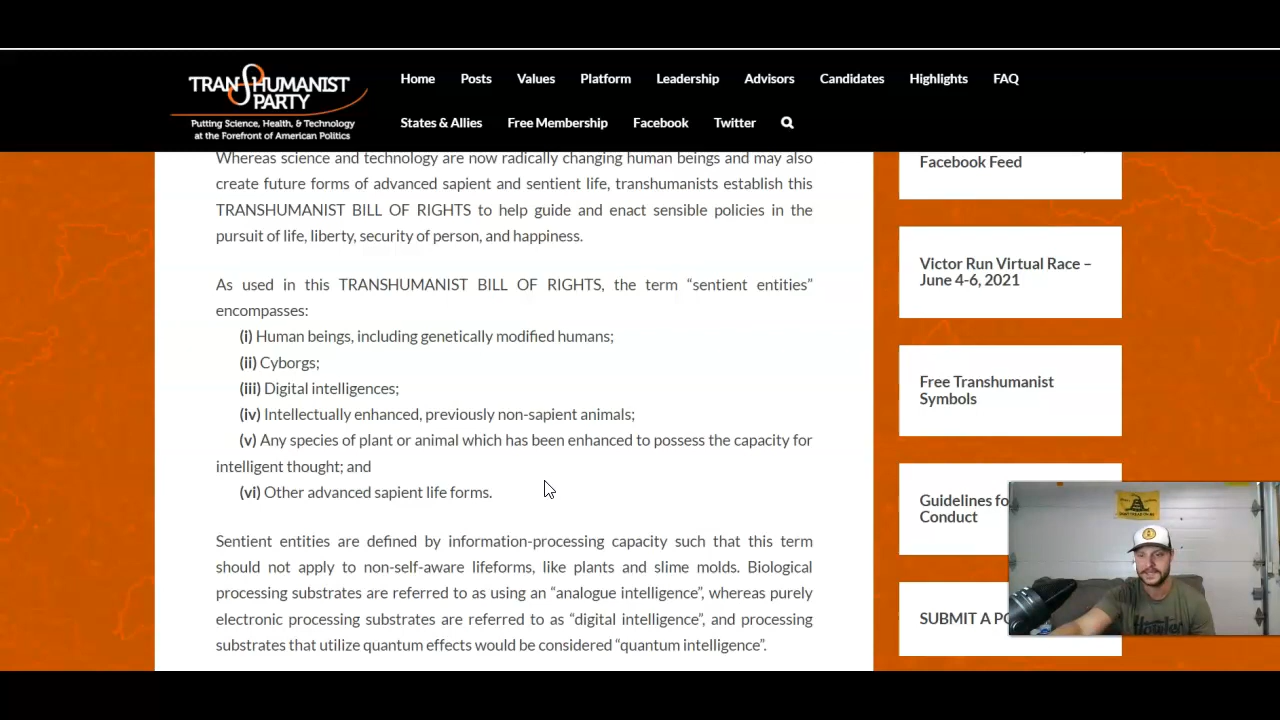 TRANSHUMANIST
PARTY
Putting Science, Health, & Technology
at the Forefront of American Politics
Home Posts Values Platform Leadership Advisors Candidates Highlights FAQ
States & Allies Free Membership Facebook Twitter
Whereas science and technology are now radically changing human beings and may also
create future forms of advanced sapient and sentient life, transhumanists establish this
TRANSHUMANIST BILL OF RIGHTS to help guide and enact sensible policies in the
pursuit of life, liberty, security of person, and happiness.
As used in this TRANSHUMANIST BILL OF RIGHTS, the term “sentient entities”
encompasses:
(i) Human beings, including genetically modified humans;
(ii) Cyborgs;
(iii) Digital intelligences;
(iv) Intellectually enhanced, previously non-sapient animals;
(v) Any species of plant or animal which has been enhanced to possess the capacity for
intelligent thought; and
(vi) Other advanced sapient life forms.
Sentient entities are defined by information-processing capacity such that this term
should not apply to non-self-aware lifeforms, like plants and slime molds. Biological
processing substrates are referred to as using an “analogue intelligence”, whereas purely
electronic processing substrates are referred to as “digital intelligence”, and processing
substrates that utilize quantum effects would be considered “quantum intelligence”.
Facebook Feed
Victor Run Virtual Race –
June 4-6, 2021
Free Transhumanist
Symbols
Guidelines fo
Conduct
SUBMIT A PO